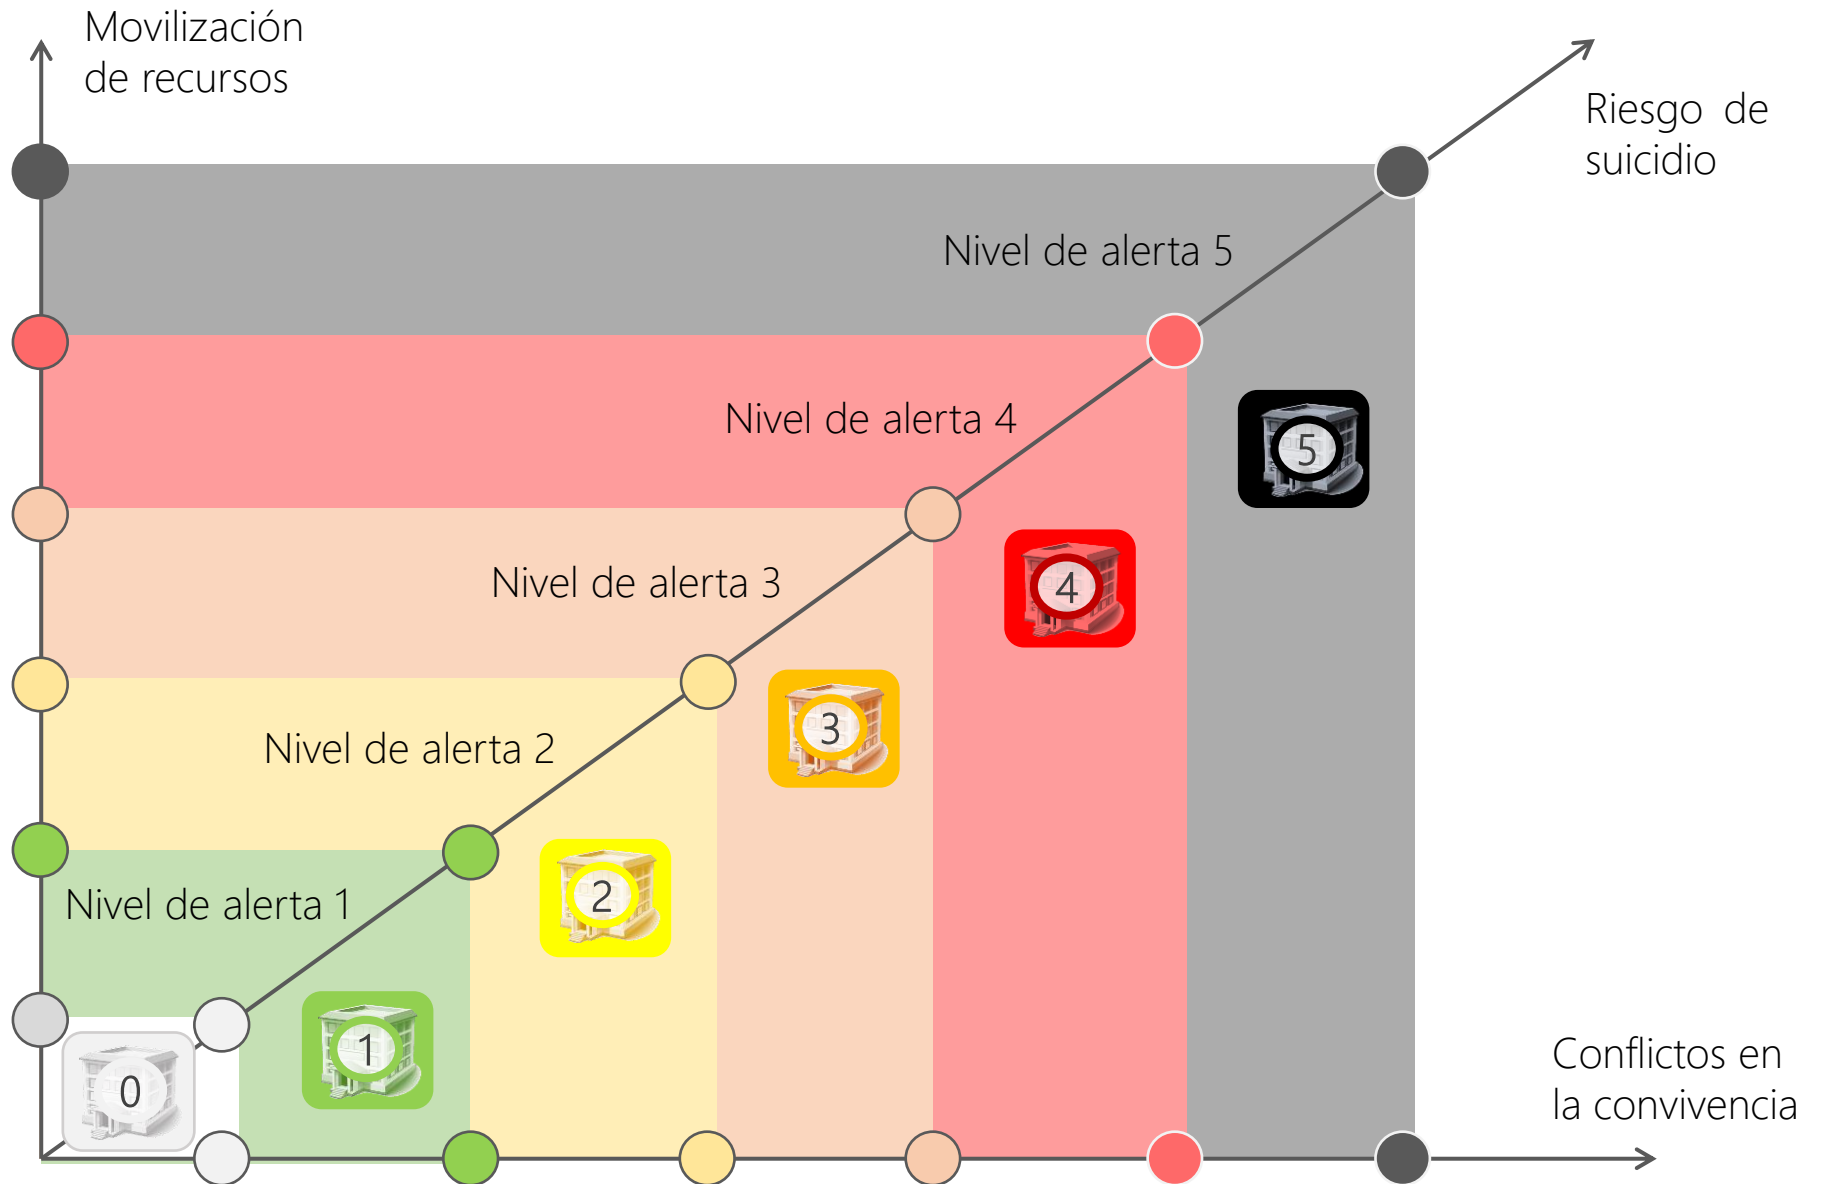 Movilización
de recursos
Riesgo de
suicidio
Nivel de alerta 5
Nivel de alerta 4
5
Nivel de alerta 3
4
Nivel de alerta 2
3
Nivel de alerta 1
2
1
0
Conflictos en
la convivencia